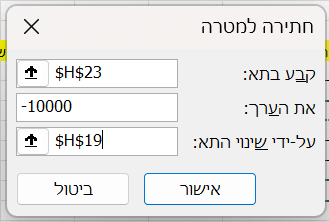 חתירה למטרה
קבע בתא: $H$23
את הערך: -10000
על-ידי שינוי התא: $H$19
אישור ביטול